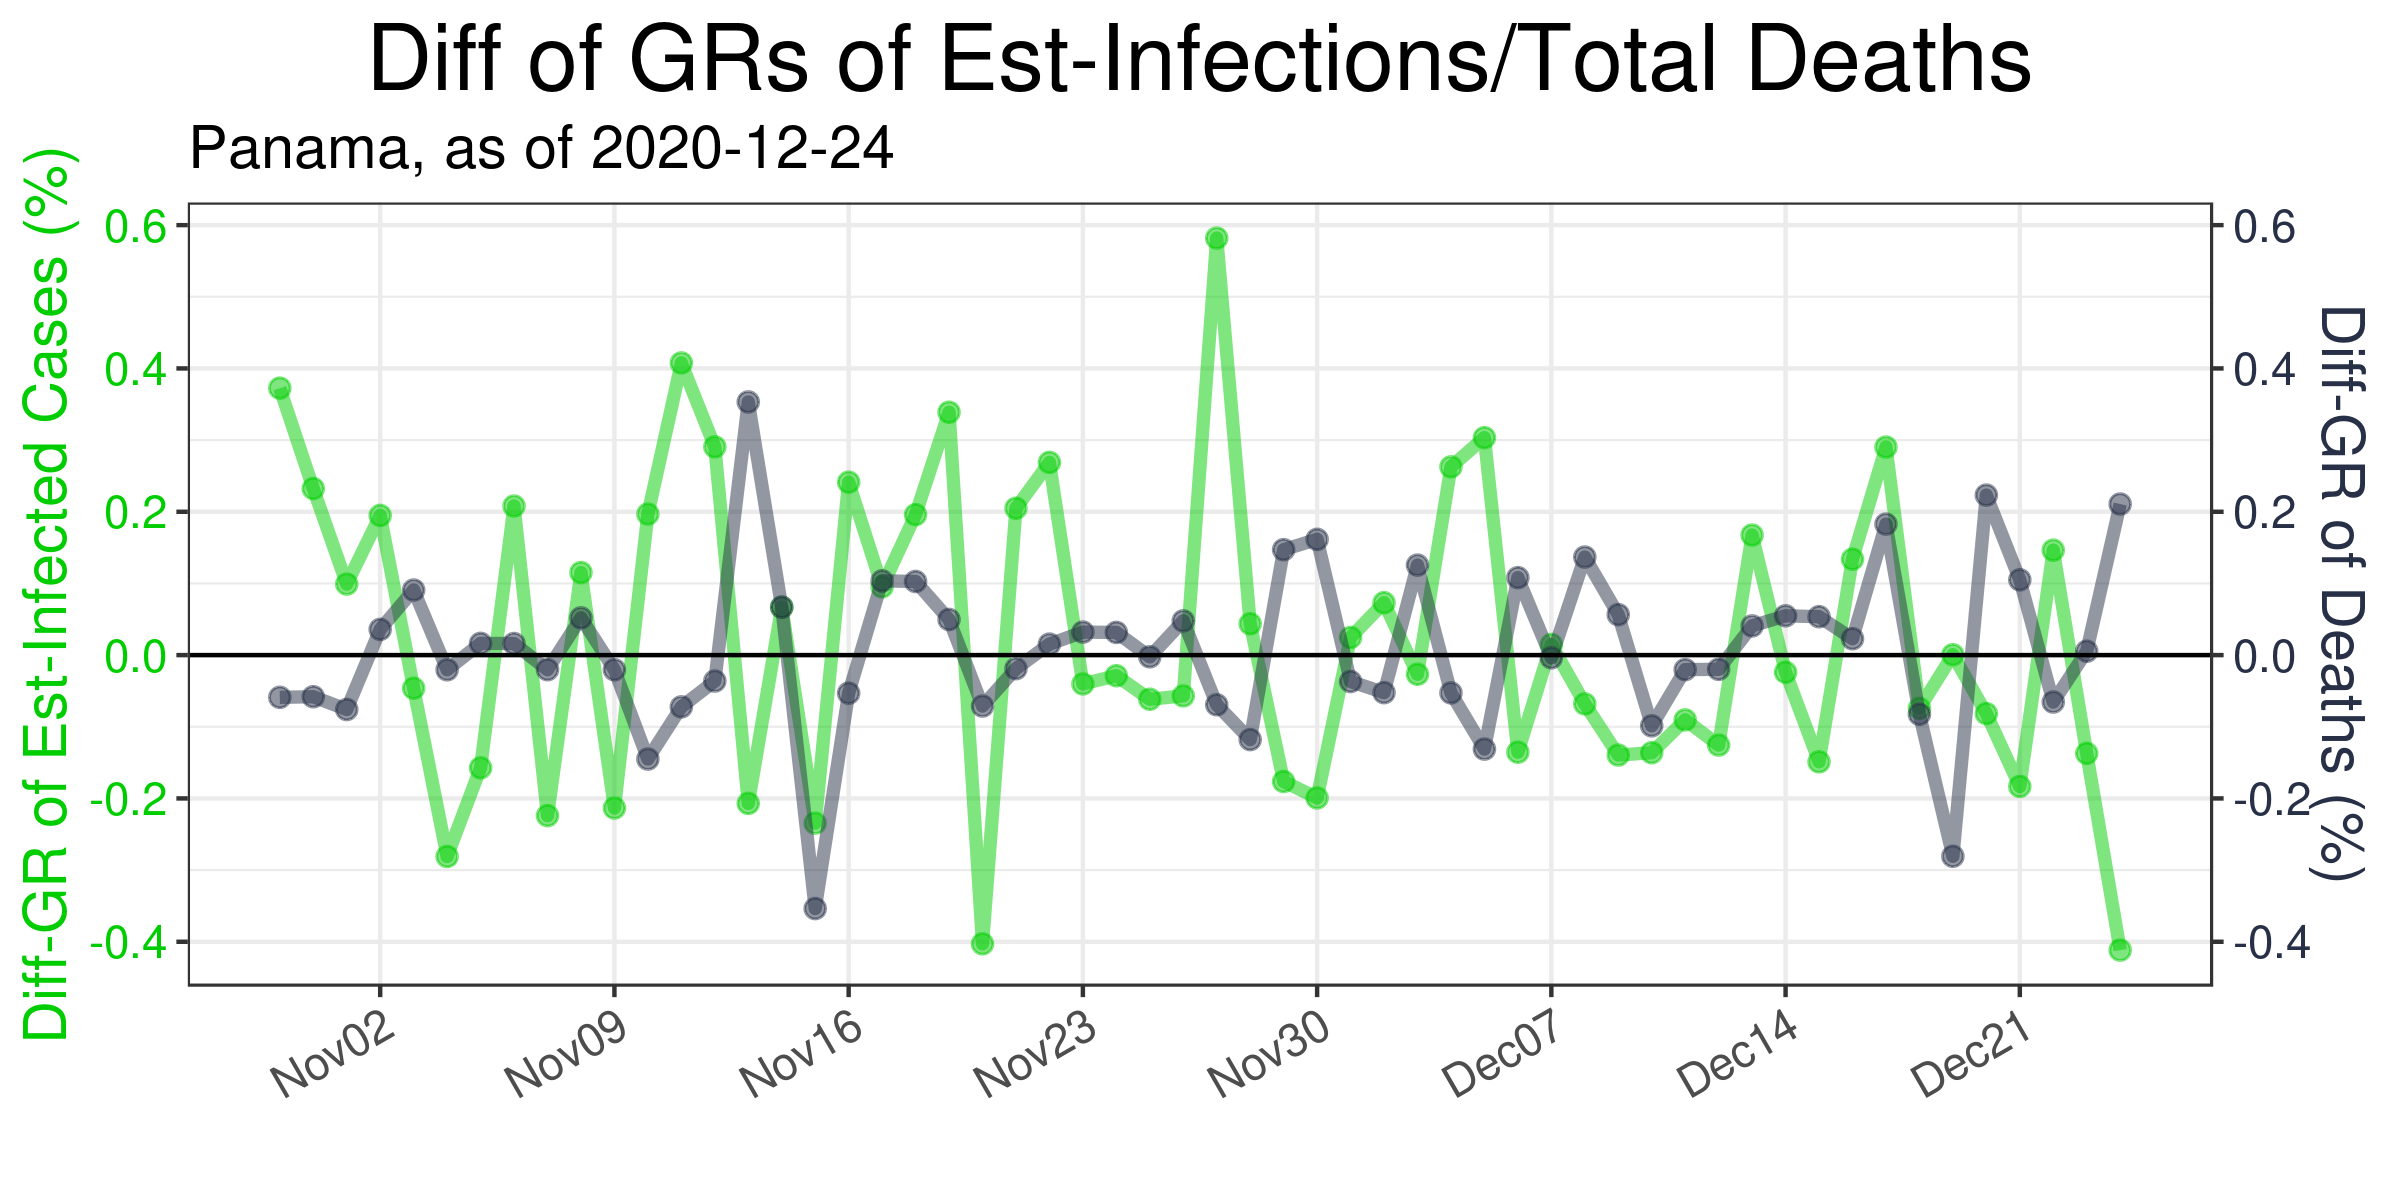 Diff of GRs of Est-Infections/Total Deaths
Panama, as of 2020-12-24
Diff-GR of Est-Infected Cases (%)
0.6
0.4
0.2
0.0
-0.2
-0.4
0.6
0.4
0.2
0.0
-0.2
-0.4
Diff-GR of Deaths (%)
Nov02
Nov09
Nov16
Nov23
Nov30
Dec07
Dec14
Dec21